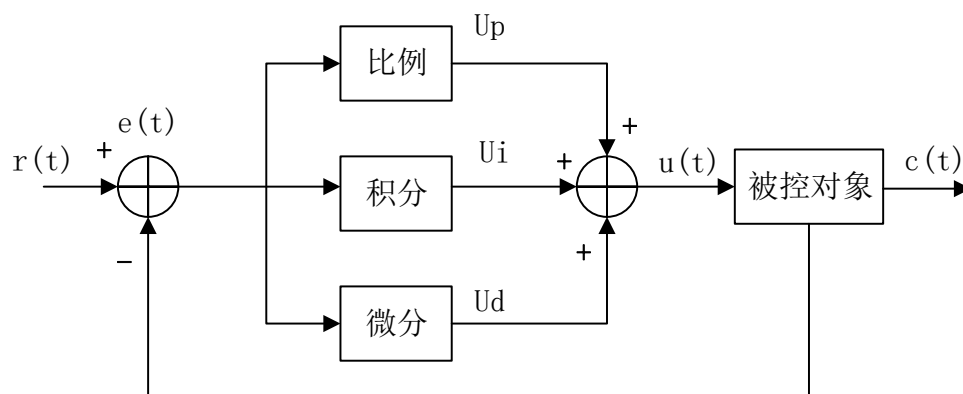 Up
比例
+
e(t)
+
r(t)
+
Ui
积分
+
u(t)
被控对象
c(t)
−
+
Ud
微分